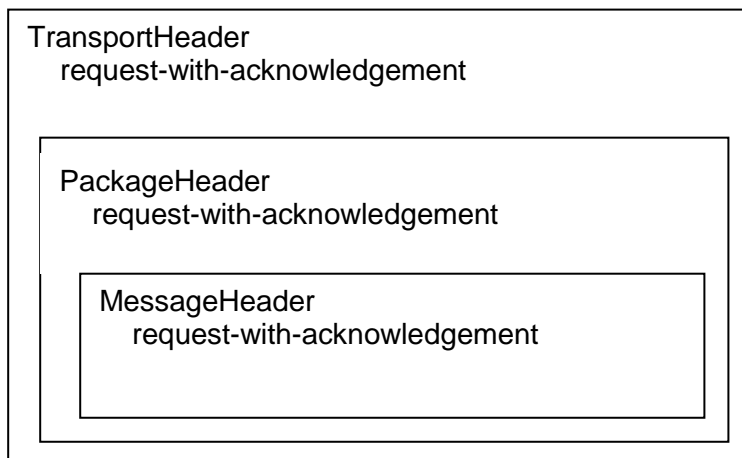 TransportHeader
request-with-acknowledgement
PackageHeader
request-with-acknowledgement
MessageHeader
request-with-acknowledgement